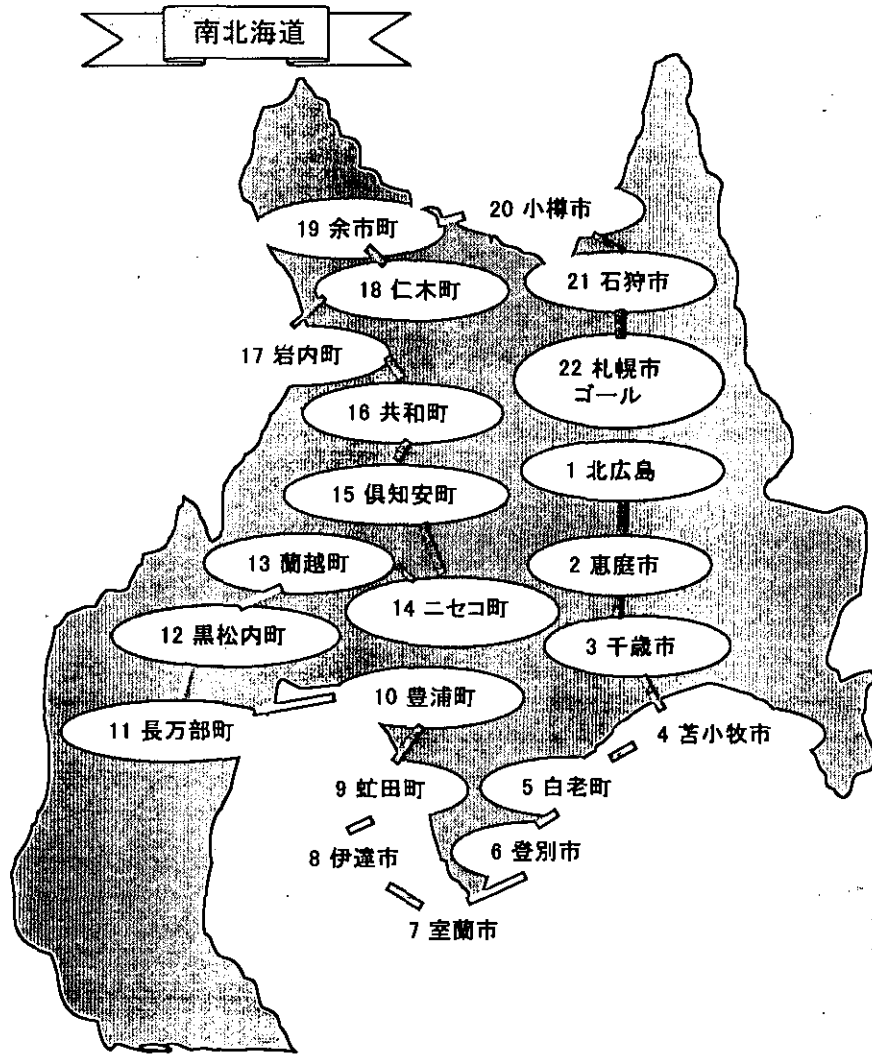 南北海道
19 余市町
20 小樽市
18 仁木町
21 石狩市
17 岩内町
22 札幌市
ゴール
16 共和町
1 北広島
15 倶知安町
13 蘭越町
2 恵庭市
14 ニセコ町
12 黒松内町
3 千歳市
10 豊浦町
11 長万部町
4 苫小牧市
9 虻田町
5 白老町
8 伊達市
6 登別市
7 室蘭市